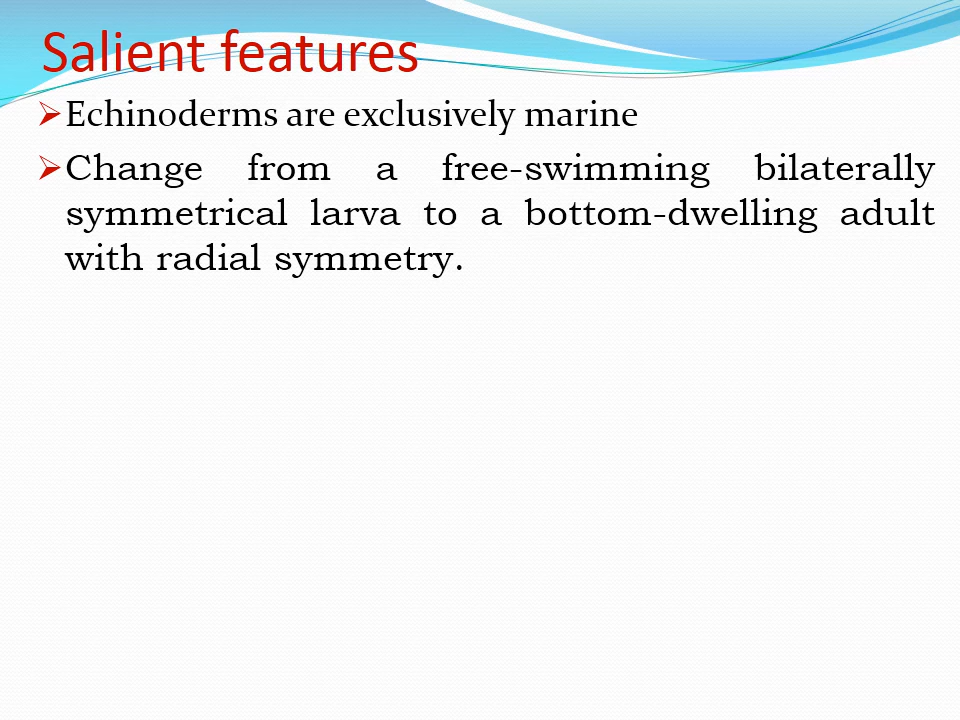 Salient features
Echinoderms are exclusively marine
Change from a free-swimming bilaterally
symmetrical larva to a bottom-dwelling adult
with radial symmetry.